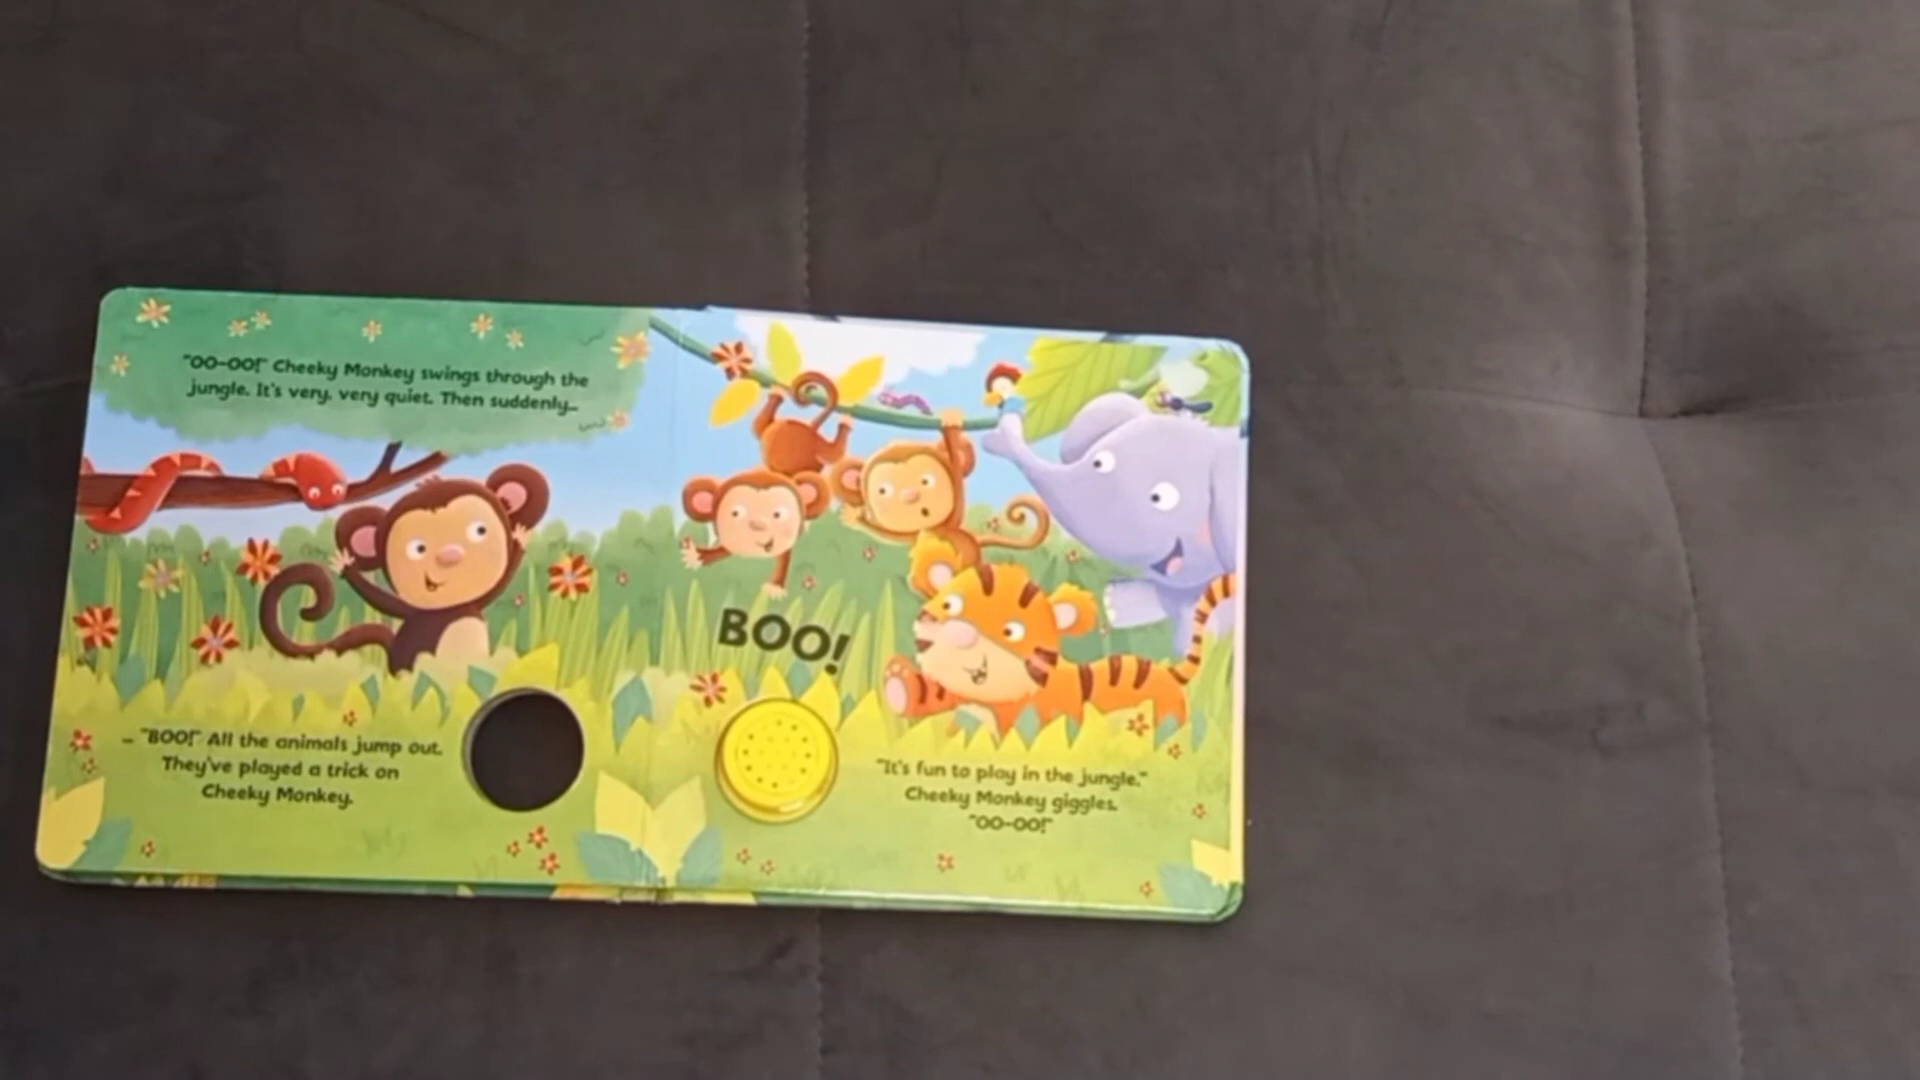 "OO-OO!" Cheeky Monkey swings through the
jungle. It's very, very quiet. Then suddenly...
... "BOO!" All the animals jump out.
They've played a trick on
Cheeky Monkey.
BOO!
"It's fun to play in the jungle,"
Cheeky Monkey giggles.
"OO-OO!"